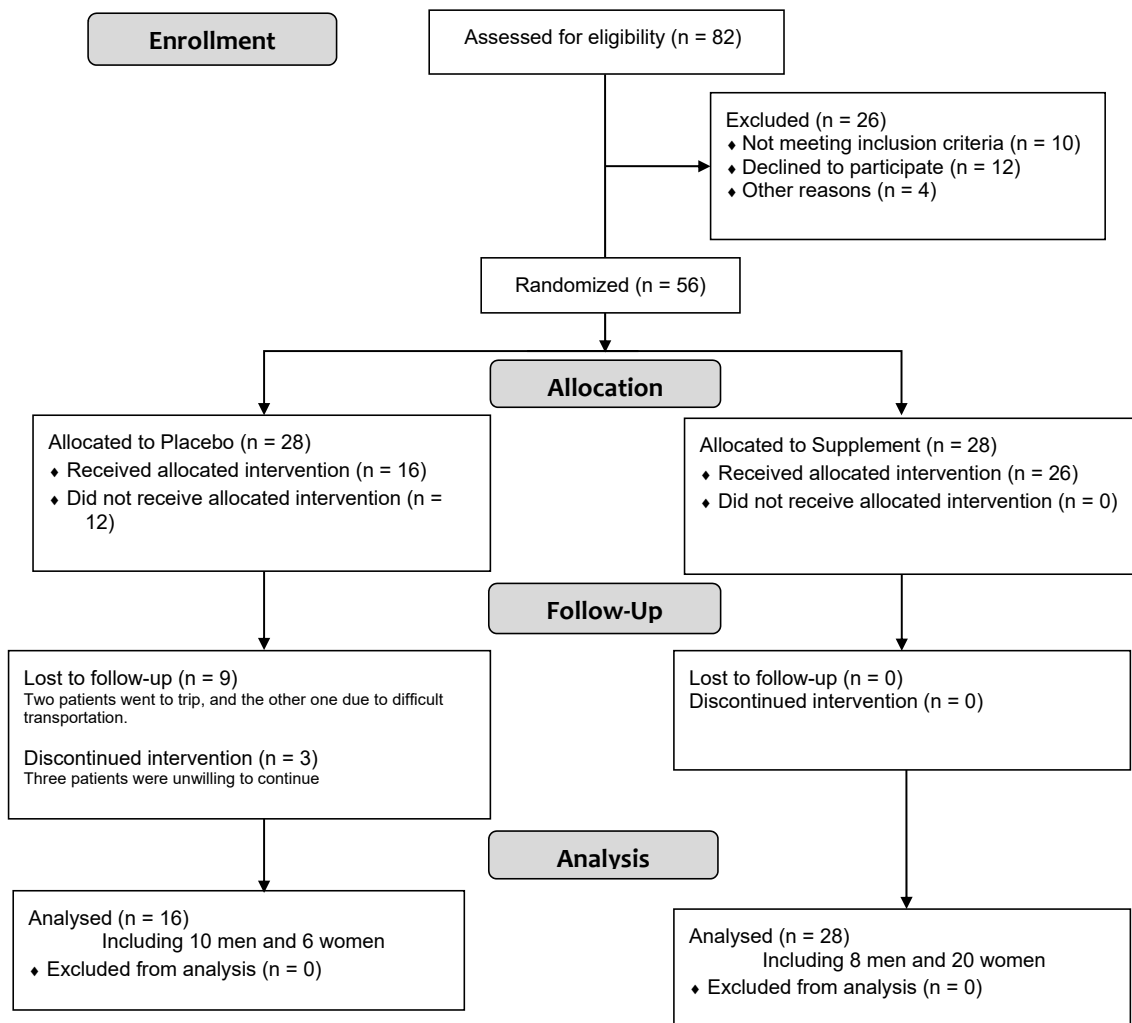 Enrollment
Assessed for eligibility (n = 82)
Excluded (n = 26)
♦ Not meeting inclusion criteria (n = 10)
♦ Declined to participate (n = 12)
♦ Other reasons (n = 4)
Randomized (n = 56)
Allocation
Allocated to Placebo (n = 28)
♦ Received allocated intervention (n = 16)
♦ Did not receive allocated intervention (n =
12)
Allocated to Supplement (n = 28)
♦ Received allocated intervention (n = 26)
♦ Did not receive allocated intervention (n = 0)
Follow-Up
Lost to follow-up (n = 9)
Two patients went to trip, and the other one due to difficult
transportation.
Discontinued intervention (n = 3)
Three patients were unwilling to continue
Lost to follow-up (n = 0)
Discontinued intervention (n = 0)
Analysis
Analysed (n = 16)
Including 10 men and 6 women
♦ Excluded from analysis (n = 0)
Analysed (n = 28)
Including 8 men and 20 women
♦ Excluded from analysis (n = 0)